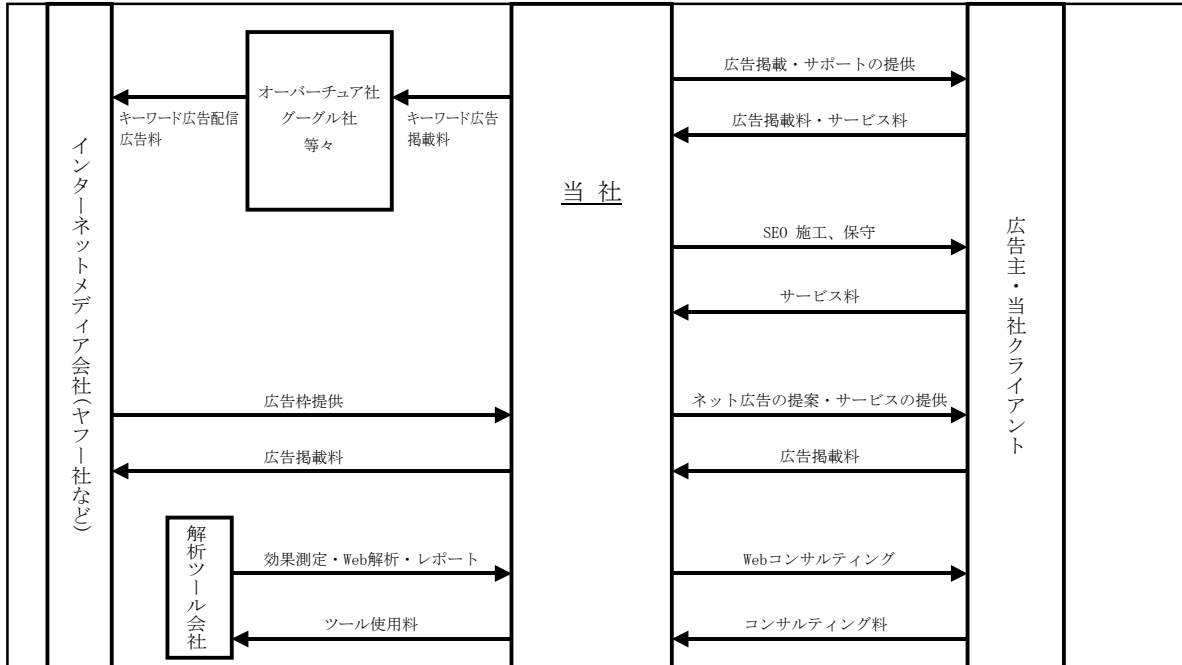 インターネットメディア会社(ヤフー社など)
キーワード広告配信
広告料
オーバーチュア社
グーグル社
等々
キーワード広告
掲載料
当 社
広告掲載・サポートの提供
広告掲載料・サービス料
SEO 施工、保守
サービス料
広告枠提供
ネット広告の提案・サービスの提供
広告掲載料
広告掲載料
解析ツール会社
効果測定・Web解析・レポート
Webコンサルティング
ツール使用料
コンサルティング料
広告主・当社クライアント